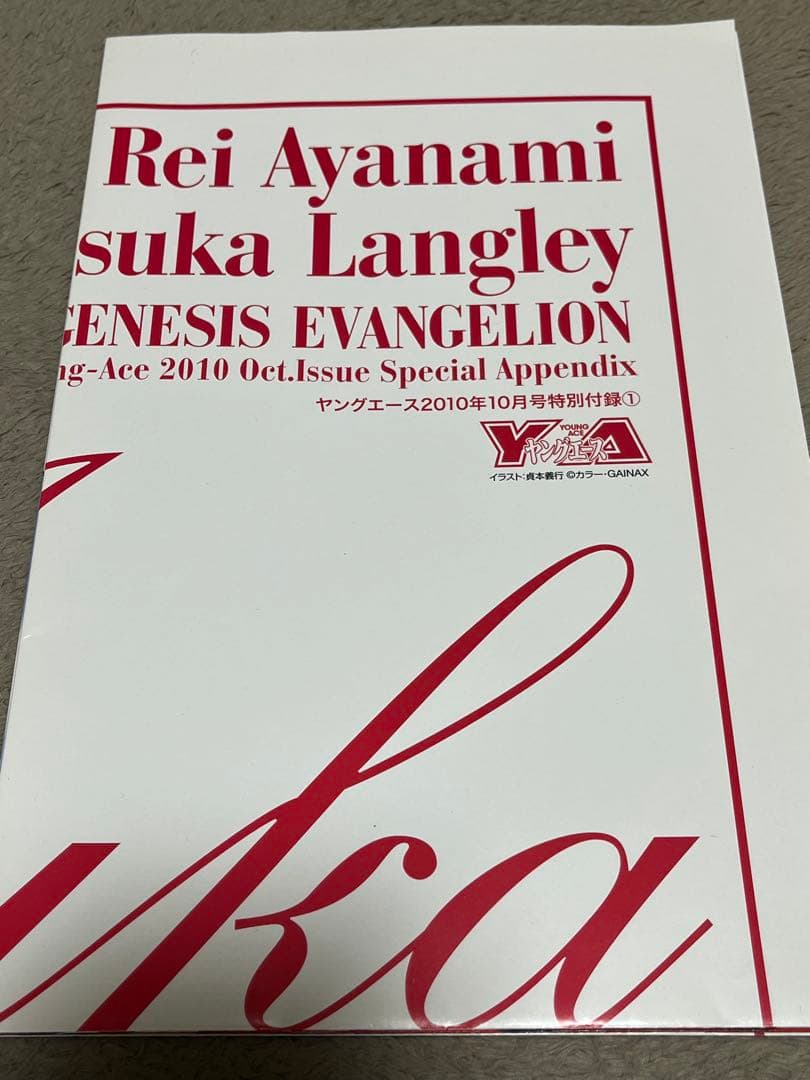 Rei Ayanami
suka Langley
GENESIS EVANGELION
ng-Ace 2010 Oct.Issue Special Appendix
ヤングエース2010年10月号特別付録①
YOUNG ACE
YA
ヤングエース
イラスト:貞本義行 ©カラー・GAINAX
uka